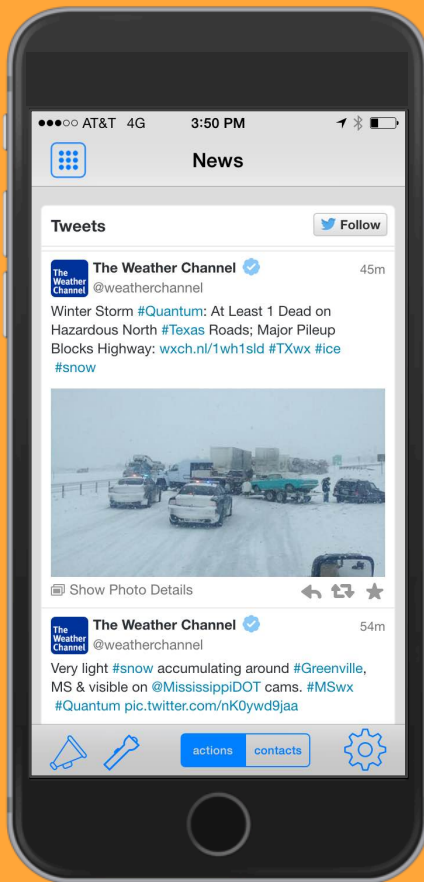 AT&T 4G 3:50 PM
News
Tweets Follow
The Weather Channel The Weather Channel 45m
@weatherchannel
Winter Storm #Quantum: At Least 1 Dead on
Hazardous North #Texas Roads; Major Pileup
Blocks Highway: wxch.nl/1wh1sld #TXwx #ice
#snow
Show Photo Details
The Weather Channel The Weather Channel 54m
@weatherchannel
Very light #snow accumulating around #Greenville,
MS & visible on @MississippiDOT cams. #MSwx
#Quantum pic.twitter.com/nK0ywd9jaa
actions contacts